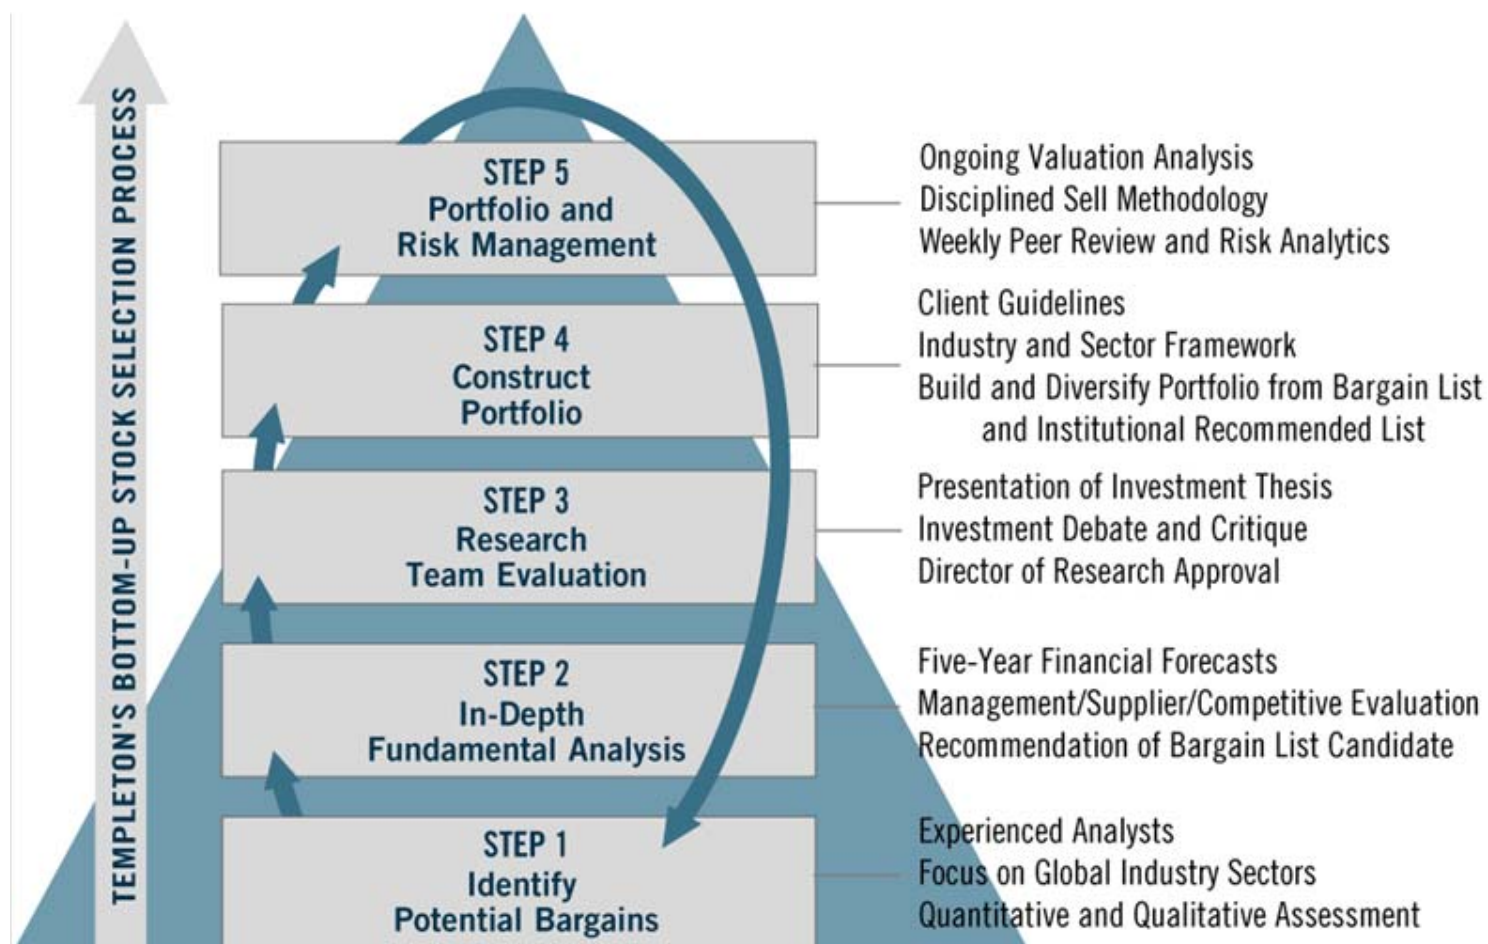 TEMPLETON'S BOTTOM-UP STOCK SELECTION PROCESS
STEP 5
Portfolio and
Risk Management
Ongoing Valuation Analysis
Disciplined Sell Methodology
Weekly Peer Review and Risk Analytics
STEP 4
Construct
Portfolio
Client Guidelines
Industry and Sector Framework
Build and Diversify Portfolio from Bargain List
and Institutional Recommended List
STEP 3
Research
Team Evaluation
Presentation of Investment Thesis
Investment Debate and Critique
Director of Research Approval
STEP 2
In-Depth
Fundamental Analysis
Five-Year Financial Forecasts
Management/Supplier/Competitive Evaluation
Recommendation of Bargain List Candidate
STEP 1
Identify
Potential Bargains
Experienced Analysts
Focus on Global Industry Sectors
Quantitative and Qualitative Assessment